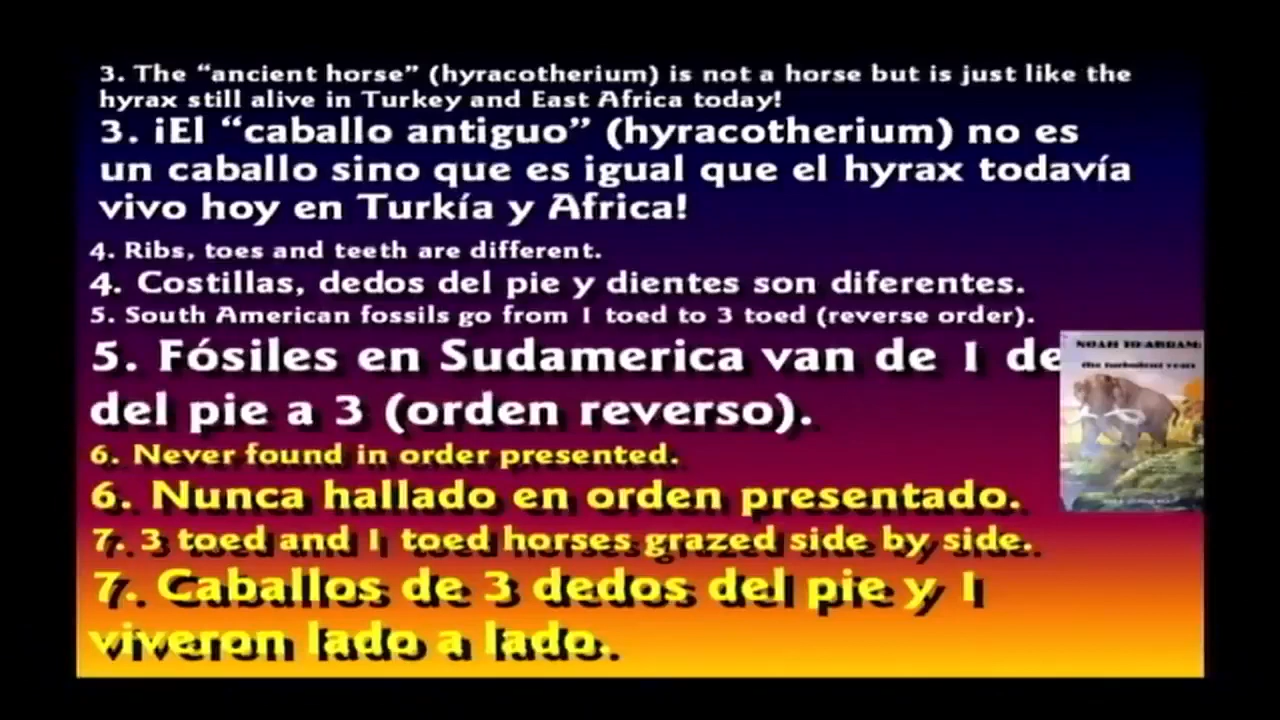 3. The “ancient horse” (hyracotherium) is not a horse but is just like the
hyrax still alive in Turkey and East Africa today!
3. ¡El “caballo antiguo” (hyracotherium) no es
un caballo sino que es igual que el hyrax todavía
vivo hoy en Turkía y Africa!
4. Ribs, toes and teeth are different.
4. Costillas, dedos del pie y dientes son diferentes.
5. South American fossils go from 1 toed to 3 toed (reverse order).
5. Fósiles en Sudamerica van de 1 de
del pie a 3 (orden reverso).
NOAH TO ABRAM:
the turbulent years
6. Never found in order presented.
6. Nunca hallado en orden presentado.
7. 3 toed and 1 toed horses grazed side by side.
7. Caballos de 3 dedos del pie y 1
viveron lado a lado.